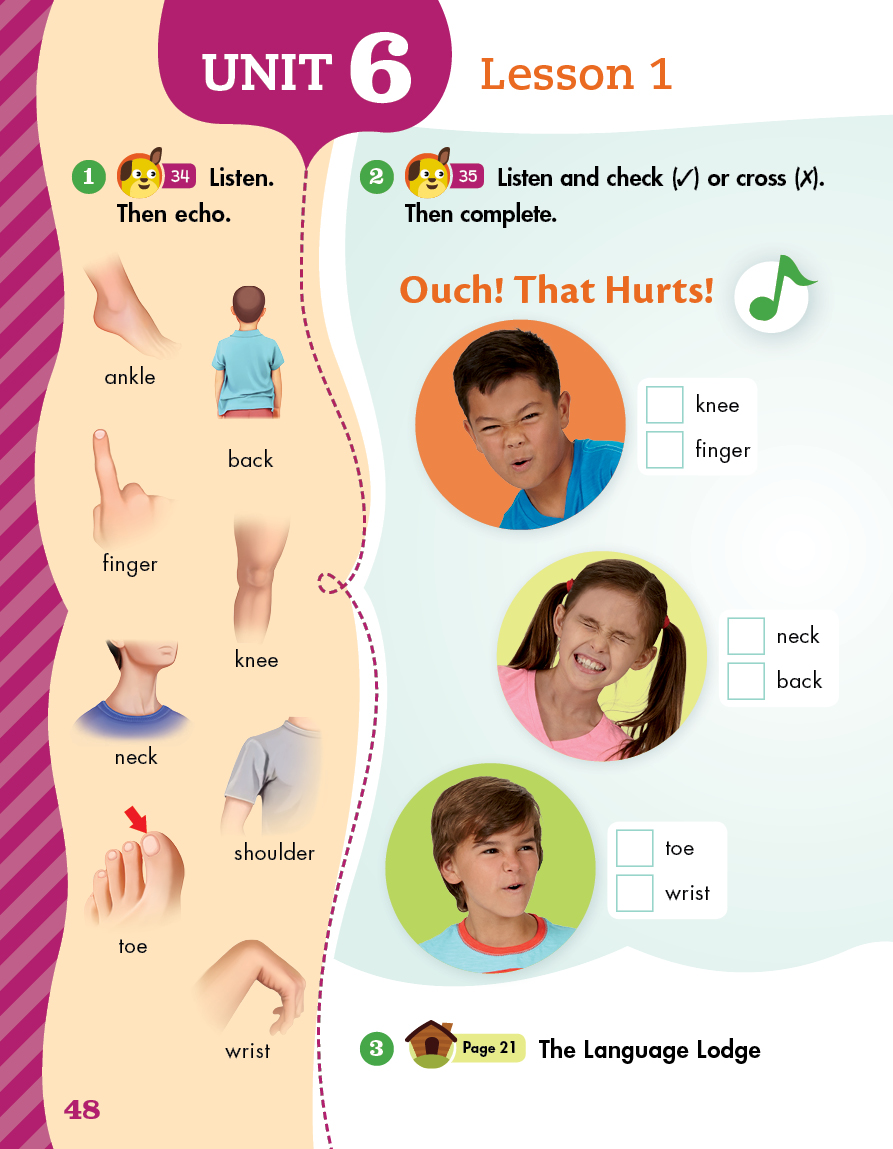 UNIT 6
Lesson 1
1 34 Listen.
Then echo.
ankle
back
finger
knee
neck
shoulder
toe
wrist
2 35 Listen and check (✓) or cross (✗).
Then complete.
Ouch! That Hurts!
knee
finger
neck
back
toe
wrist
3 Page 21 The Language Lodge
48